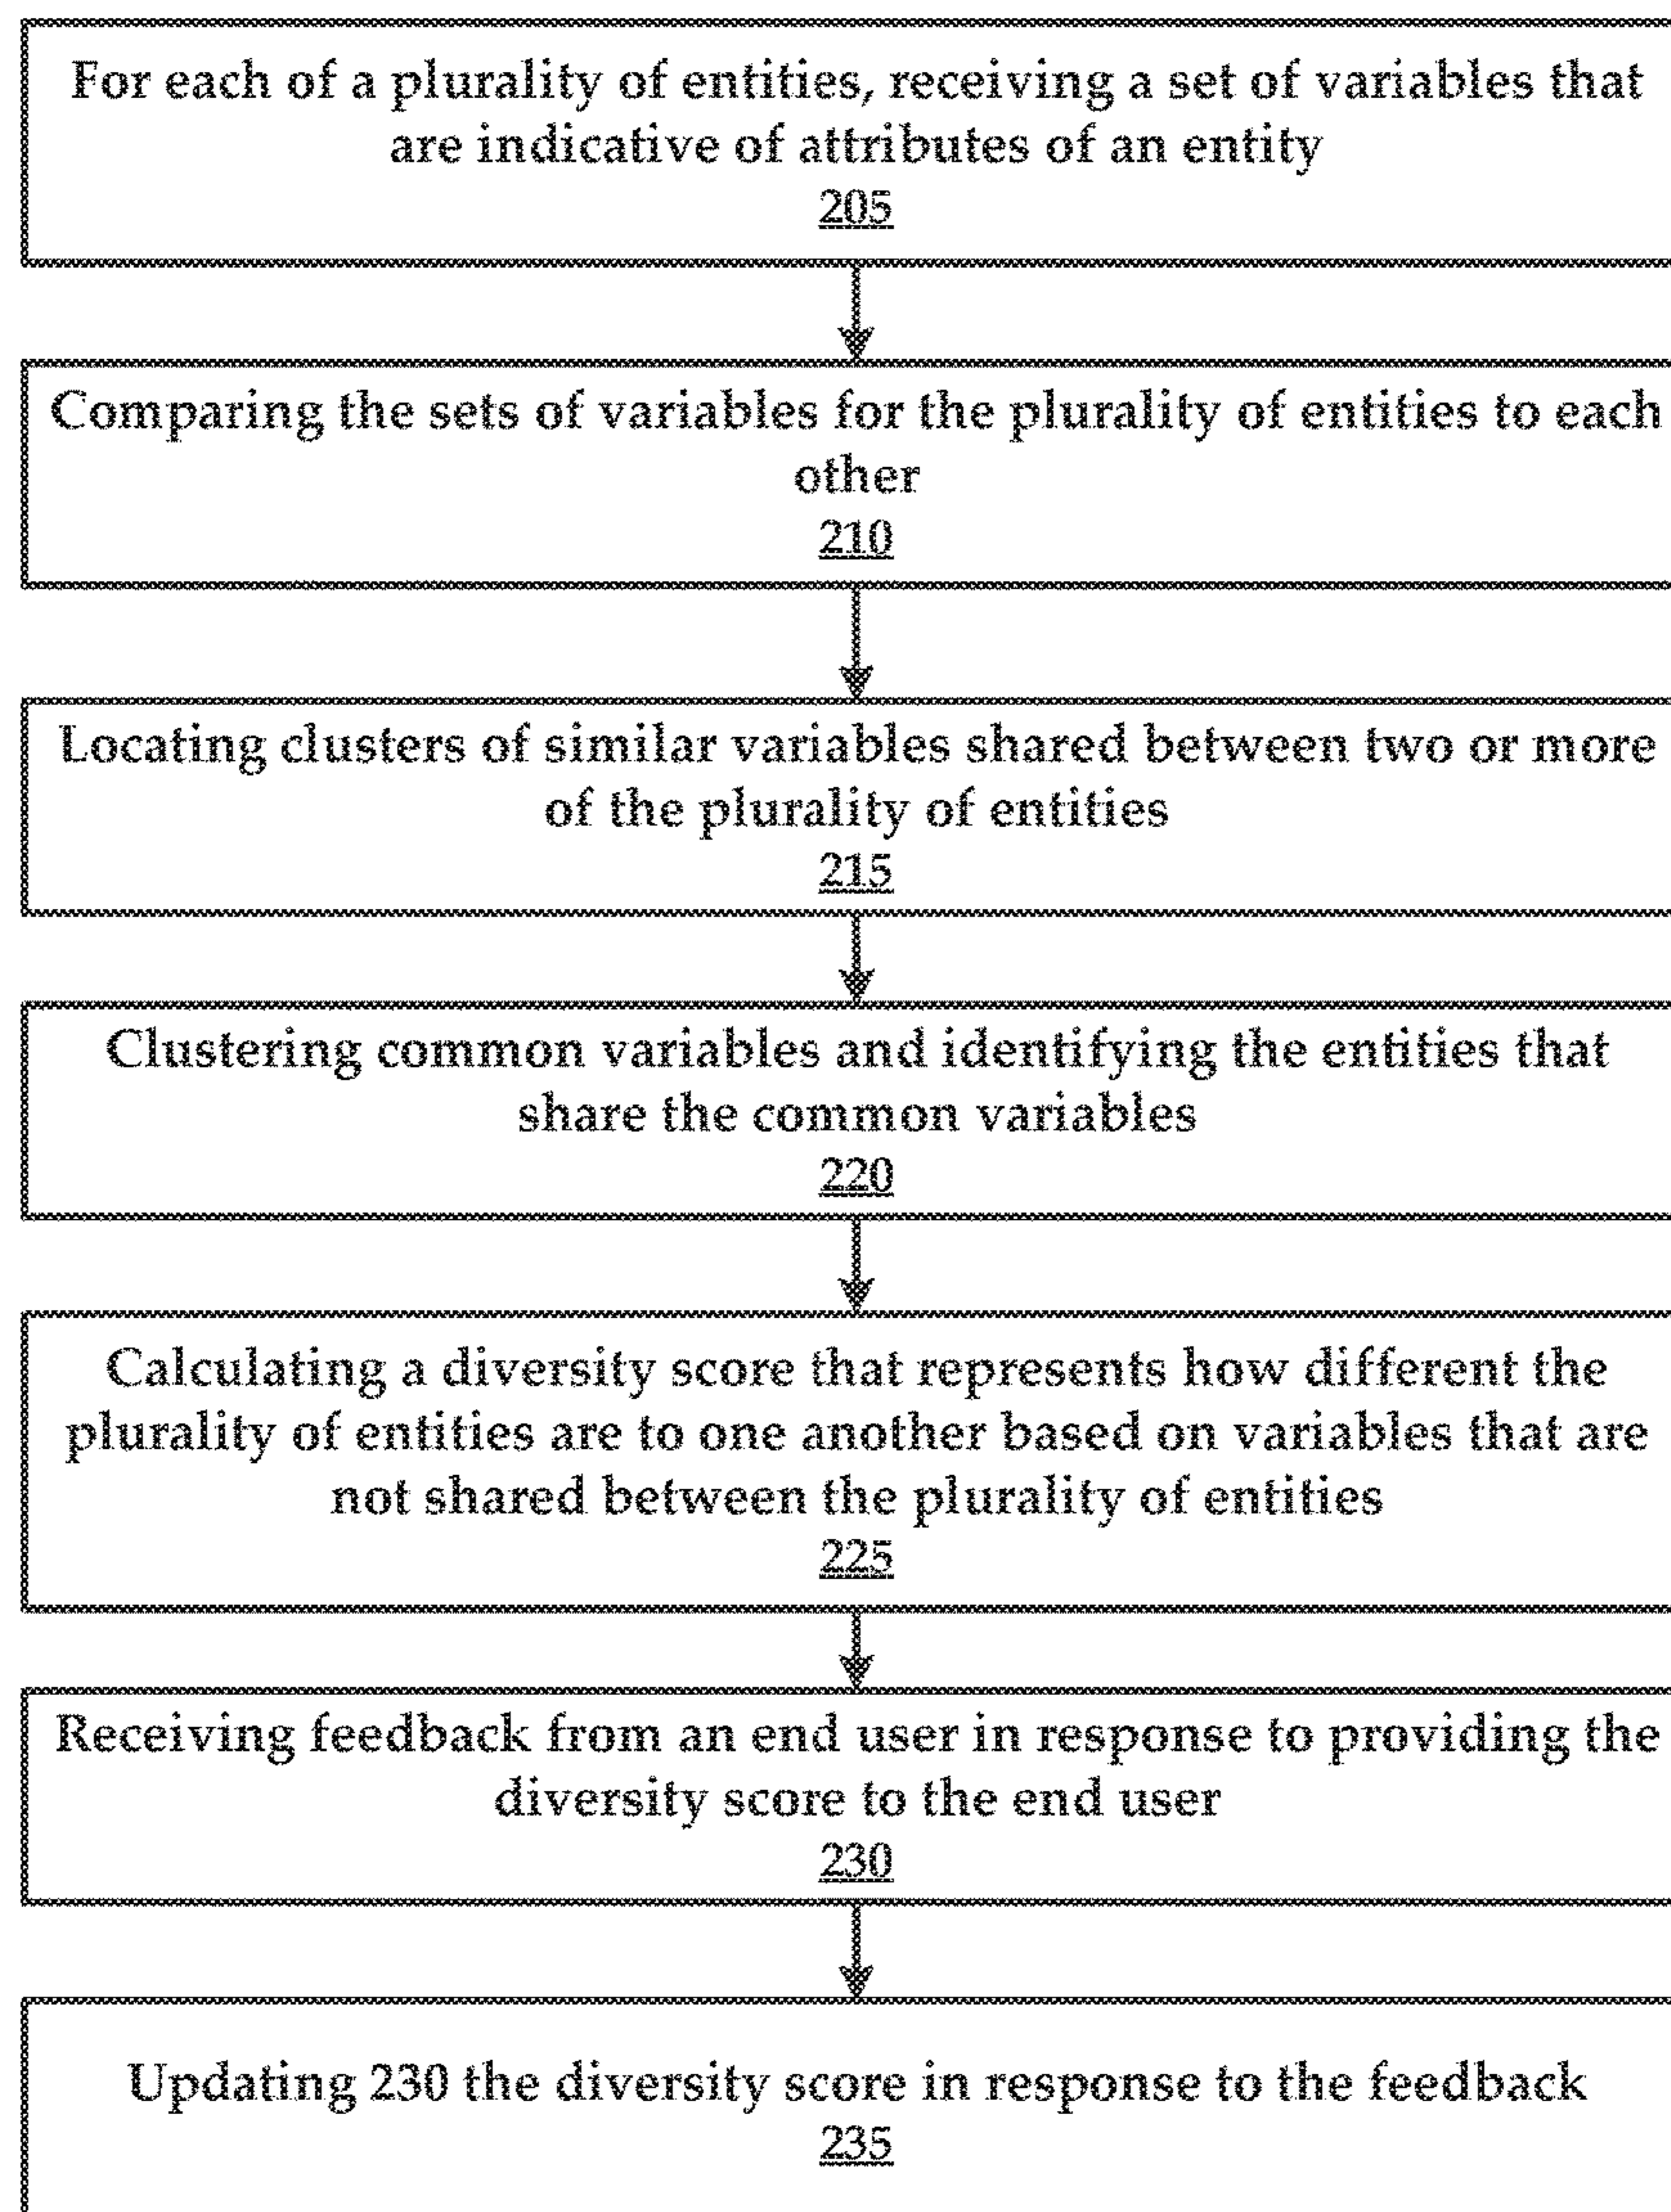 For each of a plurality of entities, receiving a set of variables that
are indicative of attributes of an entity
205
Comparing the sets of variables for the plurality of entities to each
other
210
Locating clusters of similar variables shared between two or more
of the plurality of entities
215
Clustering common variables and identifying the entities that
share the common variables
220
Calculating a diversity score that represents how different the
plurality of entities are to one another based on variables that are
not shared between the plurality of entities
225
Receiving feedback from an end user in response to providing the
diversity score to the end user
230
Updating 230 the diversity score in response to the feedback
235